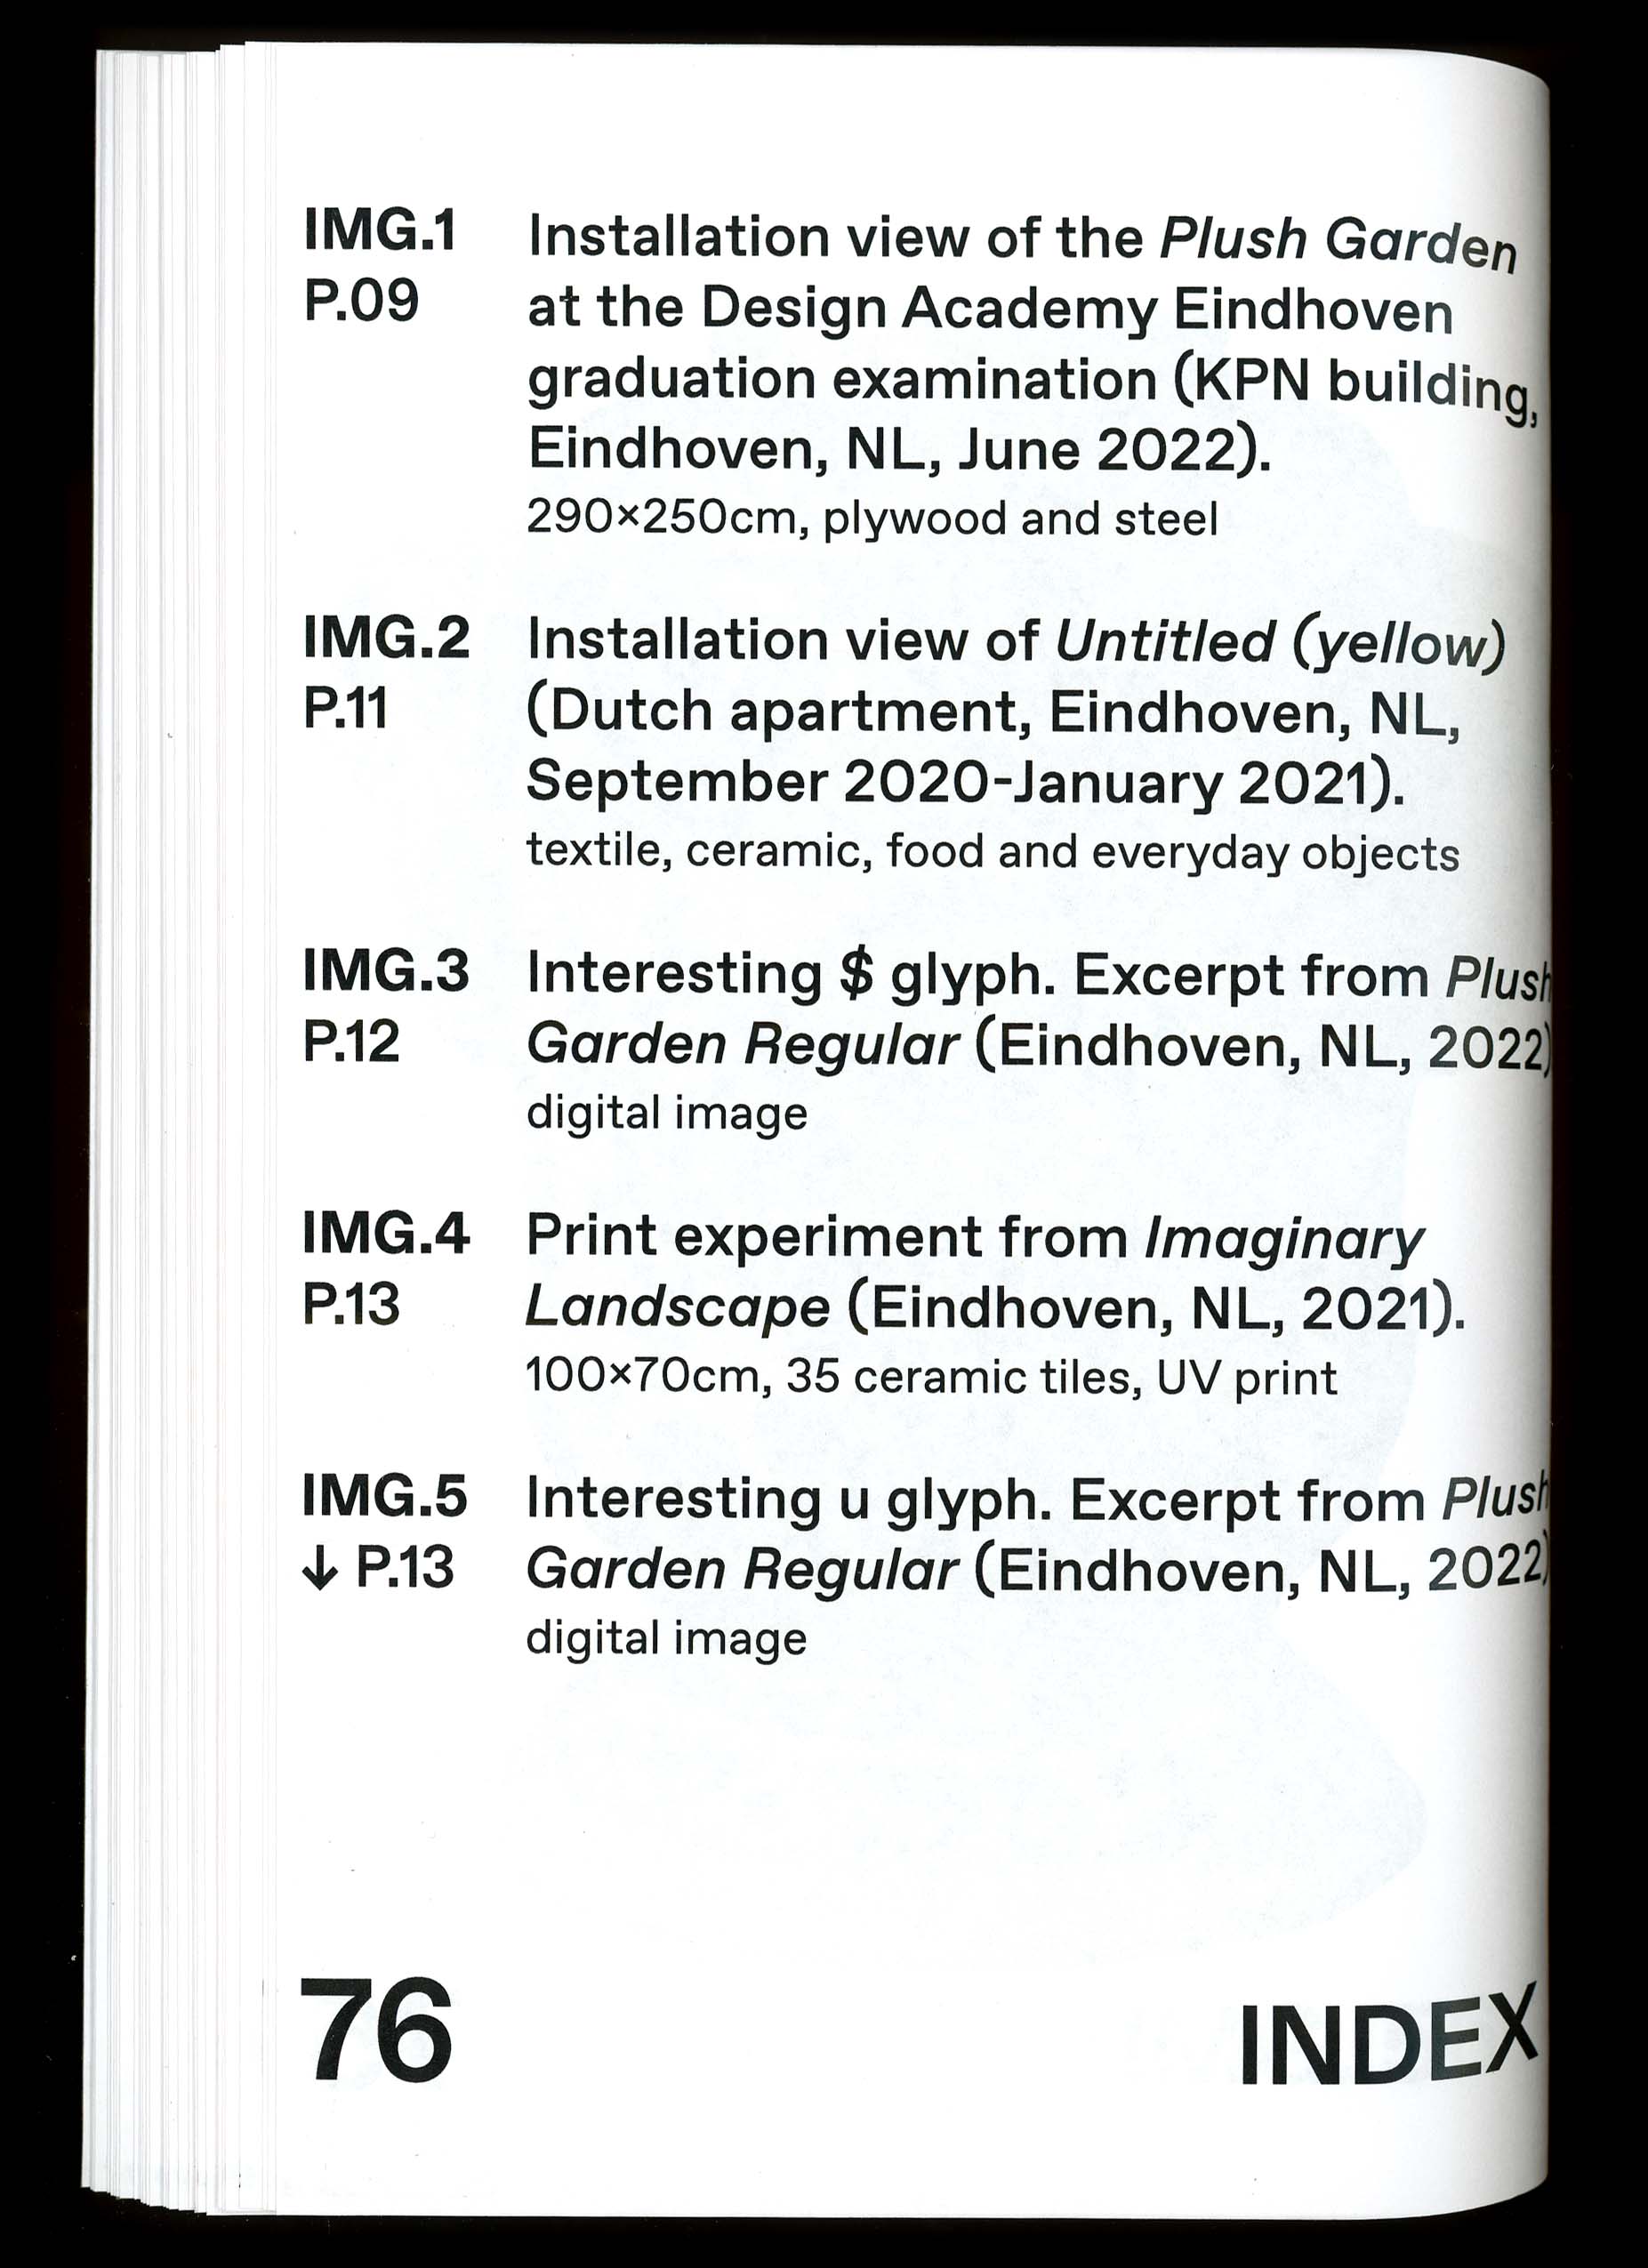 IMG.1 Installation view of the Plush Garden
P.09 at the Design Academy Eindhoven
graduation examination (KPN building,
Eindhoven, NL, June 2022).
290×250cm, plywood and steel
IMG.2 Installation view of Untitled (yellow)
P.11 (Dutch apartment, Eindhoven, NL,
September 2020-January 2021).
textile, ceramic, food and everyday objects
IMG.3 Interesting $ glyph. Excerpt from Plush
P.12 Garden Regular (Eindhoven, NL, 2022)
digital image
IMG.4 Print experiment from Imaginary
P.13 Landscape (Eindhoven, NL, 2021).
100×70cm, 35 ceramic tiles, UV print
IMG.5 Interesting u glyph. Excerpt from Plush
↓ P.13 Garden Regular (Eindhoven, NL, 2022)
digital image
76 INDEX